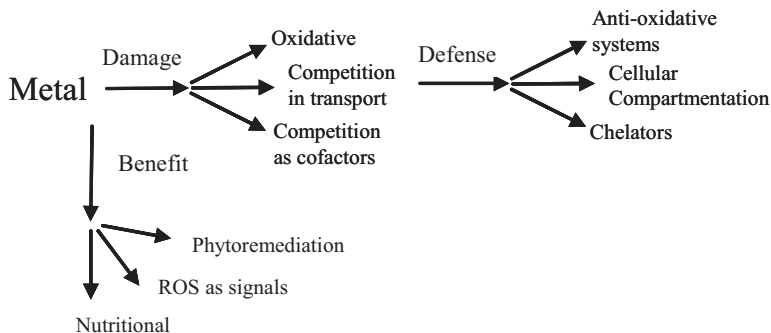 Damage
Metal
Oxidative
Competition
in transport
Competition
as cofactors
Defense
Anti-oxidative
systems
Cellular
Compartmentation
Chelators
Benefit
Phytoremediation
ROS as signals
Nutritional